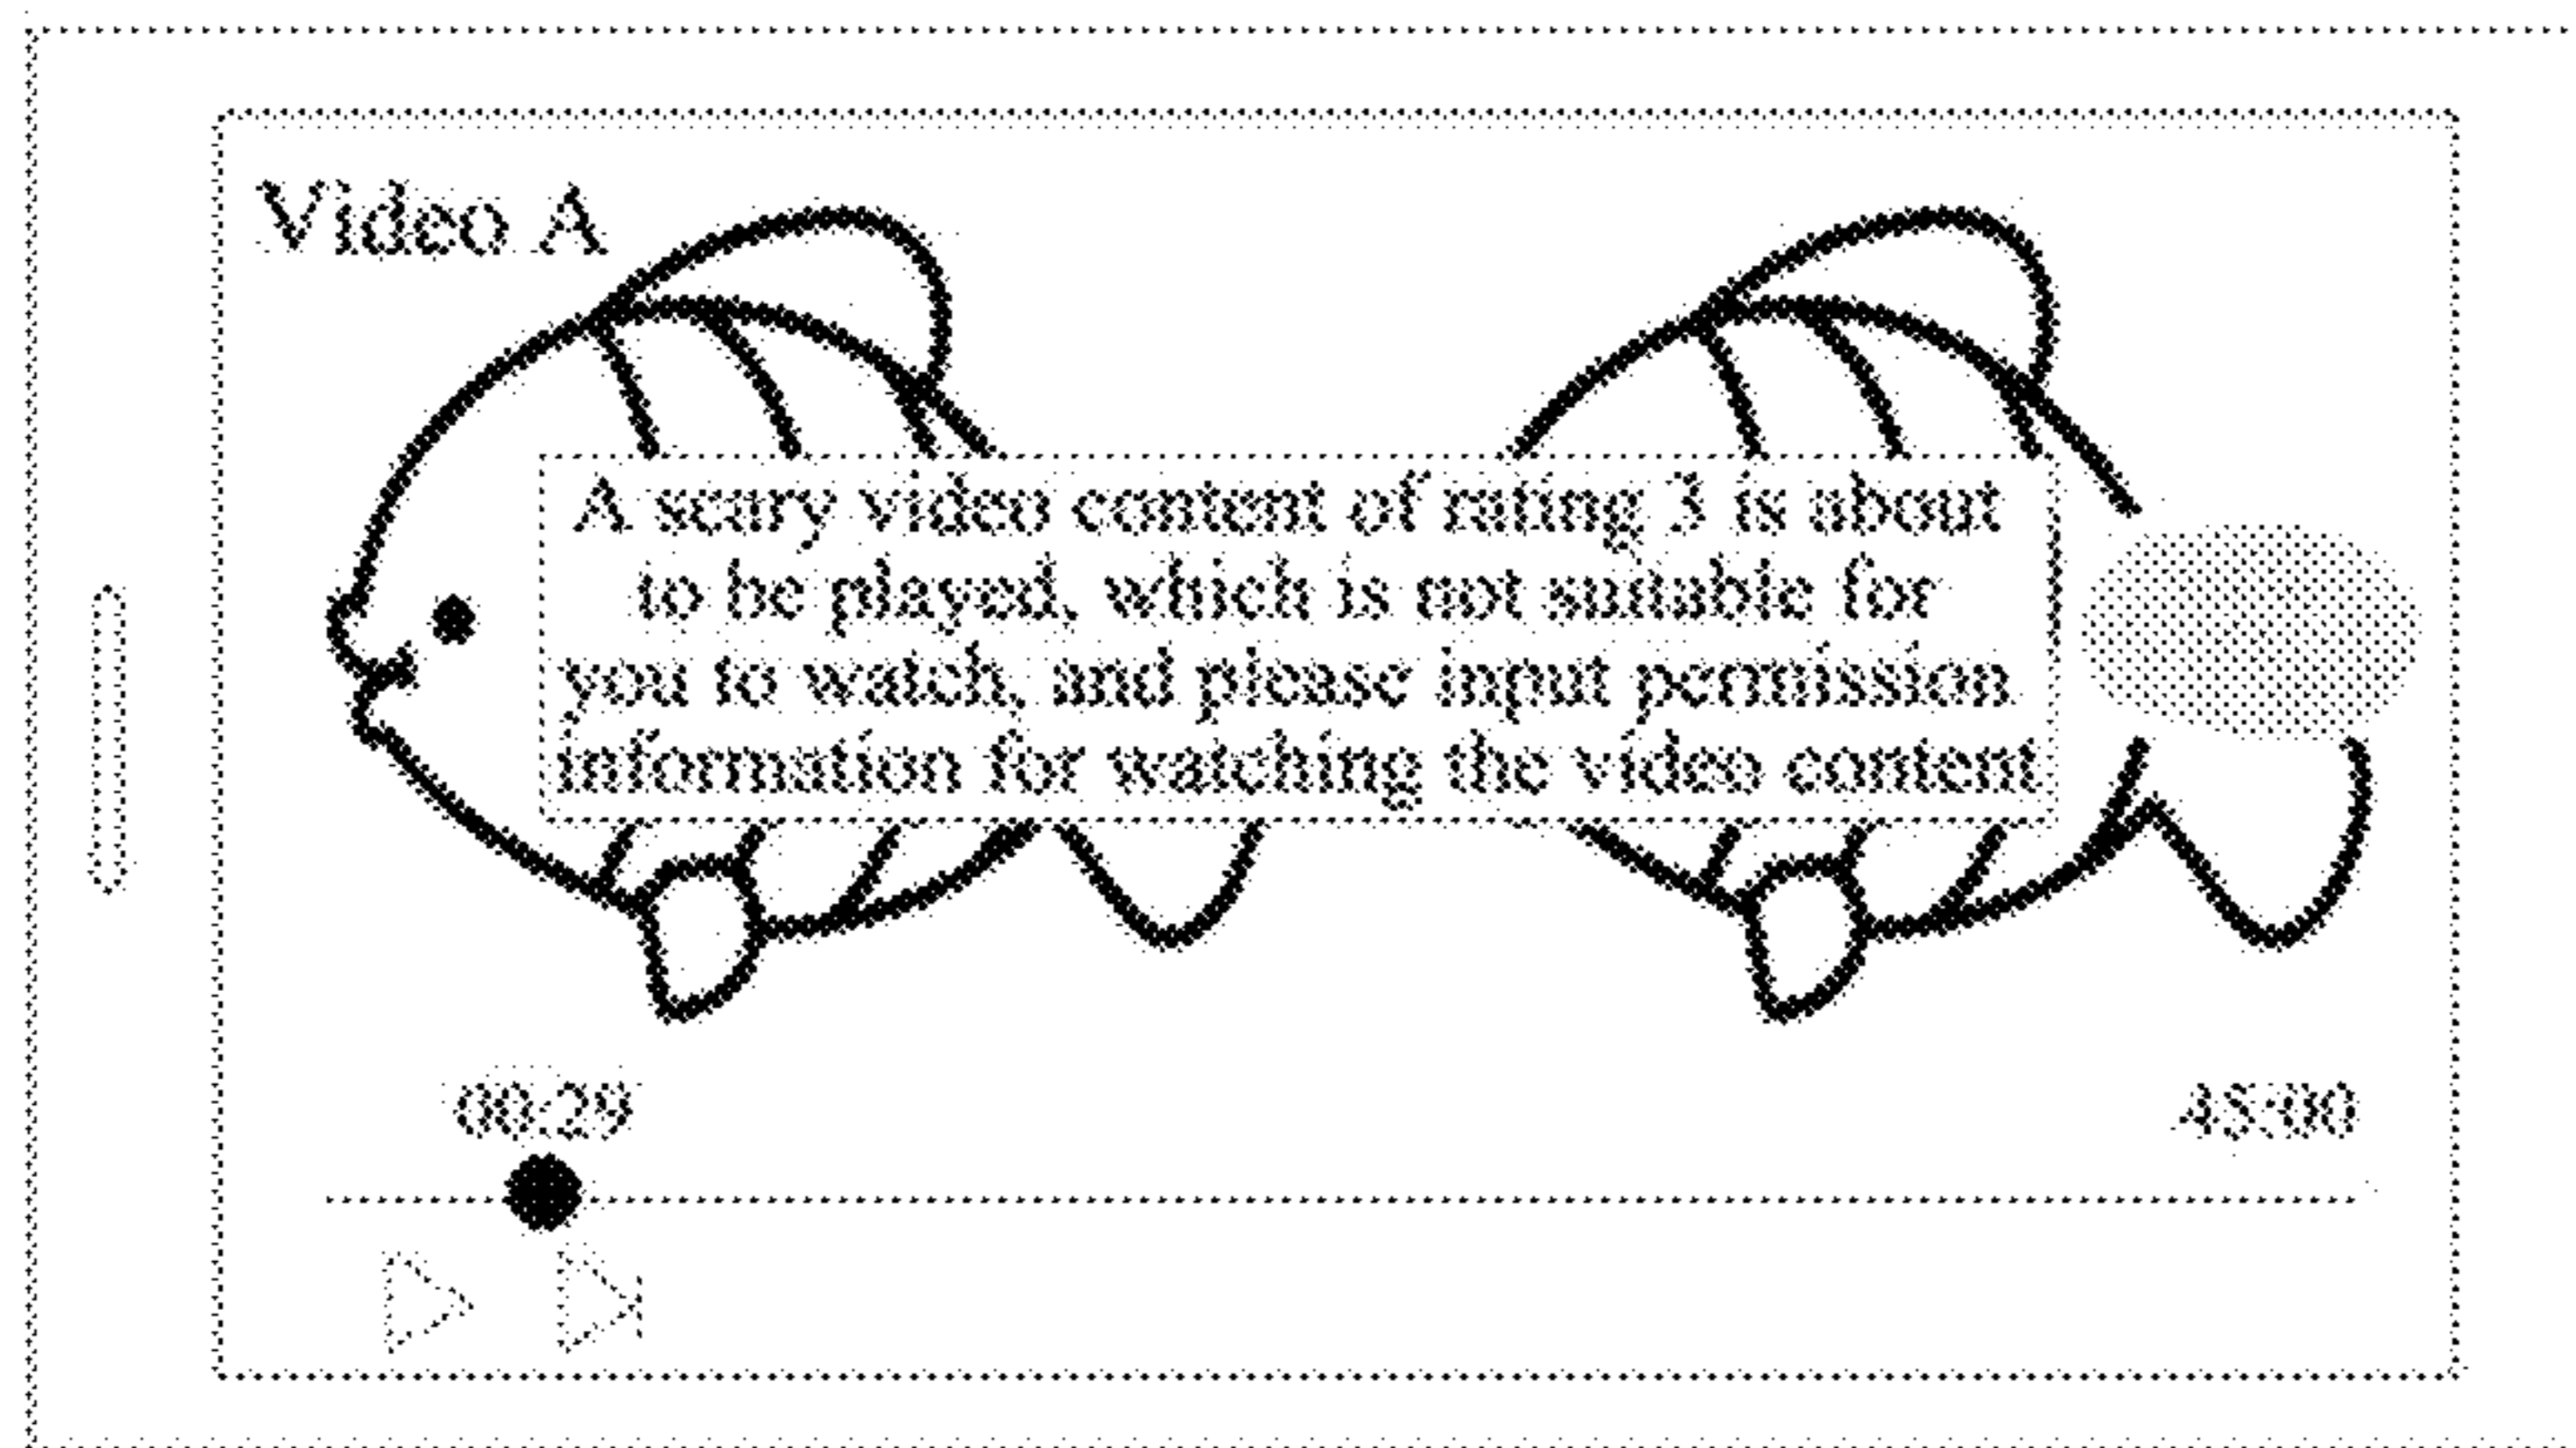 Video A
A scary video content of rating 3 is about
to be played, which is not suitable for
you to watch, and please input permission
information for watching the video content
00:29
45:00